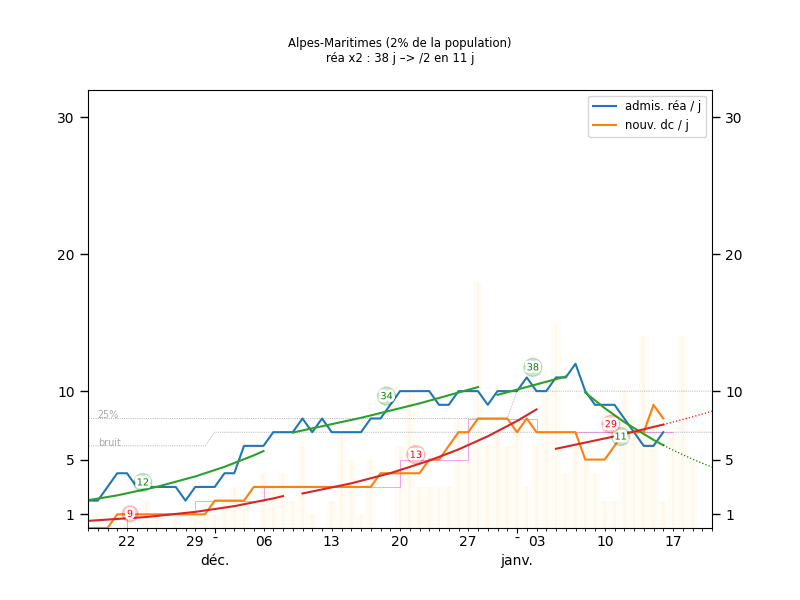 Alpes-Maritimes (2% de la population)
réa x2 : 38 j –> /2 en 11 j
admis. réa / j
nouv. dc / j
30 30
20 20
38
34
10 10
25%
29
11
bruit
13
5 5
12
9
1 1
22 29 - 06 13 20 27 - 03 10 17
déc. janv.